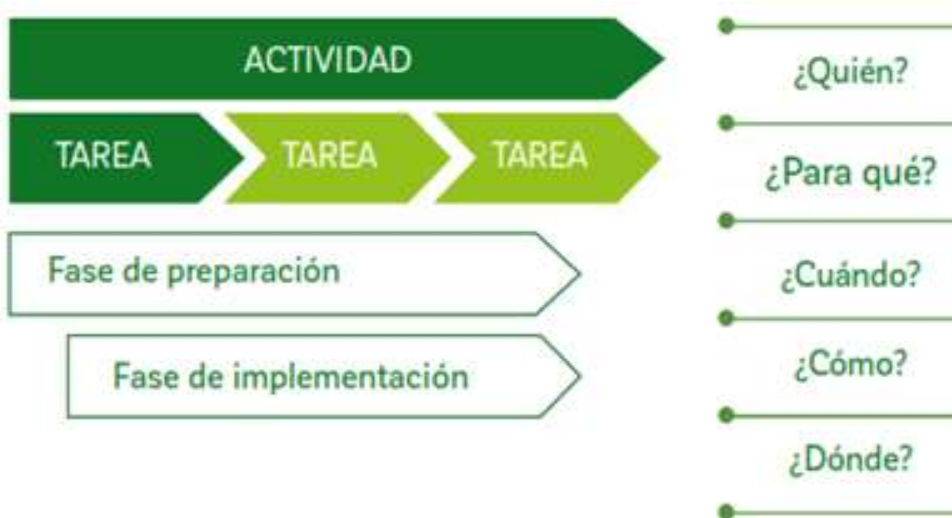 ACTIVIDAD
TAREA TAREA TAREA
Fase de preparación
Fase de implementación
¿Quién?
¿Para qué?
¿Cuándo?
¿Cómo?
¿Dónde?